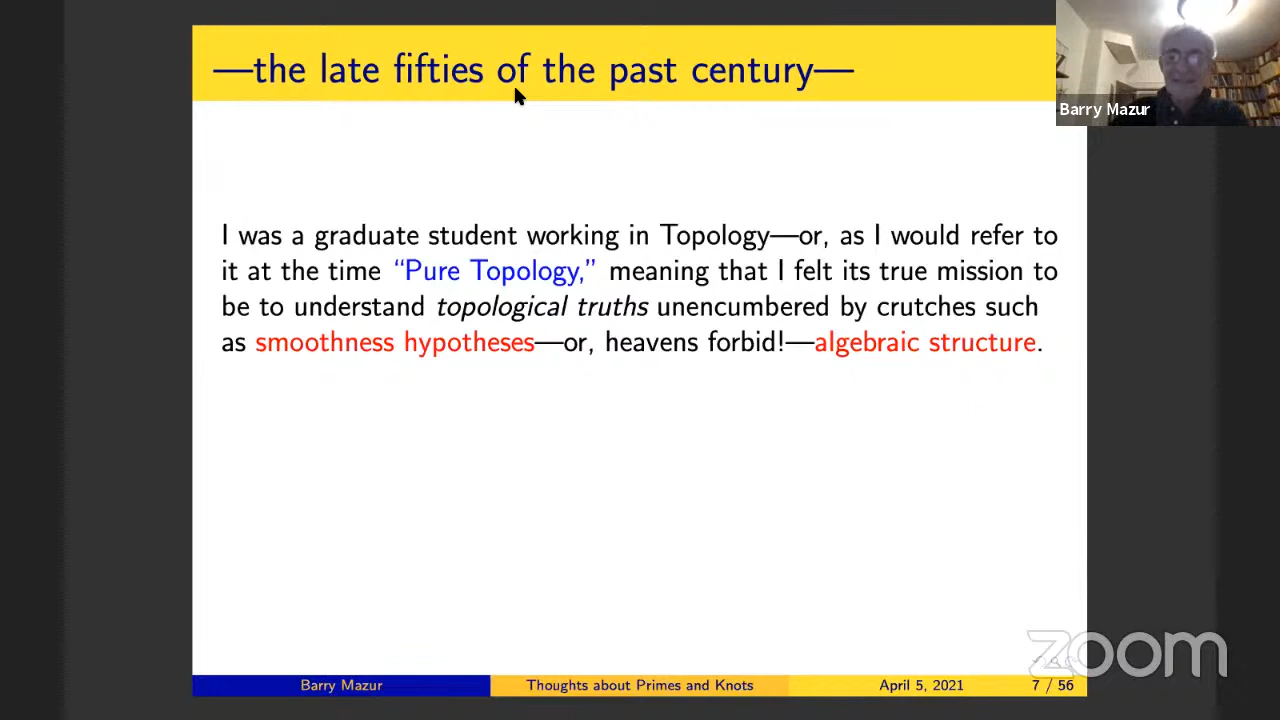 —the late fifties of the past century—
Barry Mazur
I was a graduate student working in Topology—or, as I would refer to
it at the time “Pure Topology,” meaning that I felt its true mission to
be to understand topological truths unencumbered by crutches such
as smoothness hypotheses—or, heavens forbid!—algebraic structure.
zoom
Barry Mazur Thoughts about Primes and Knots April 5, 2021 7 / 56